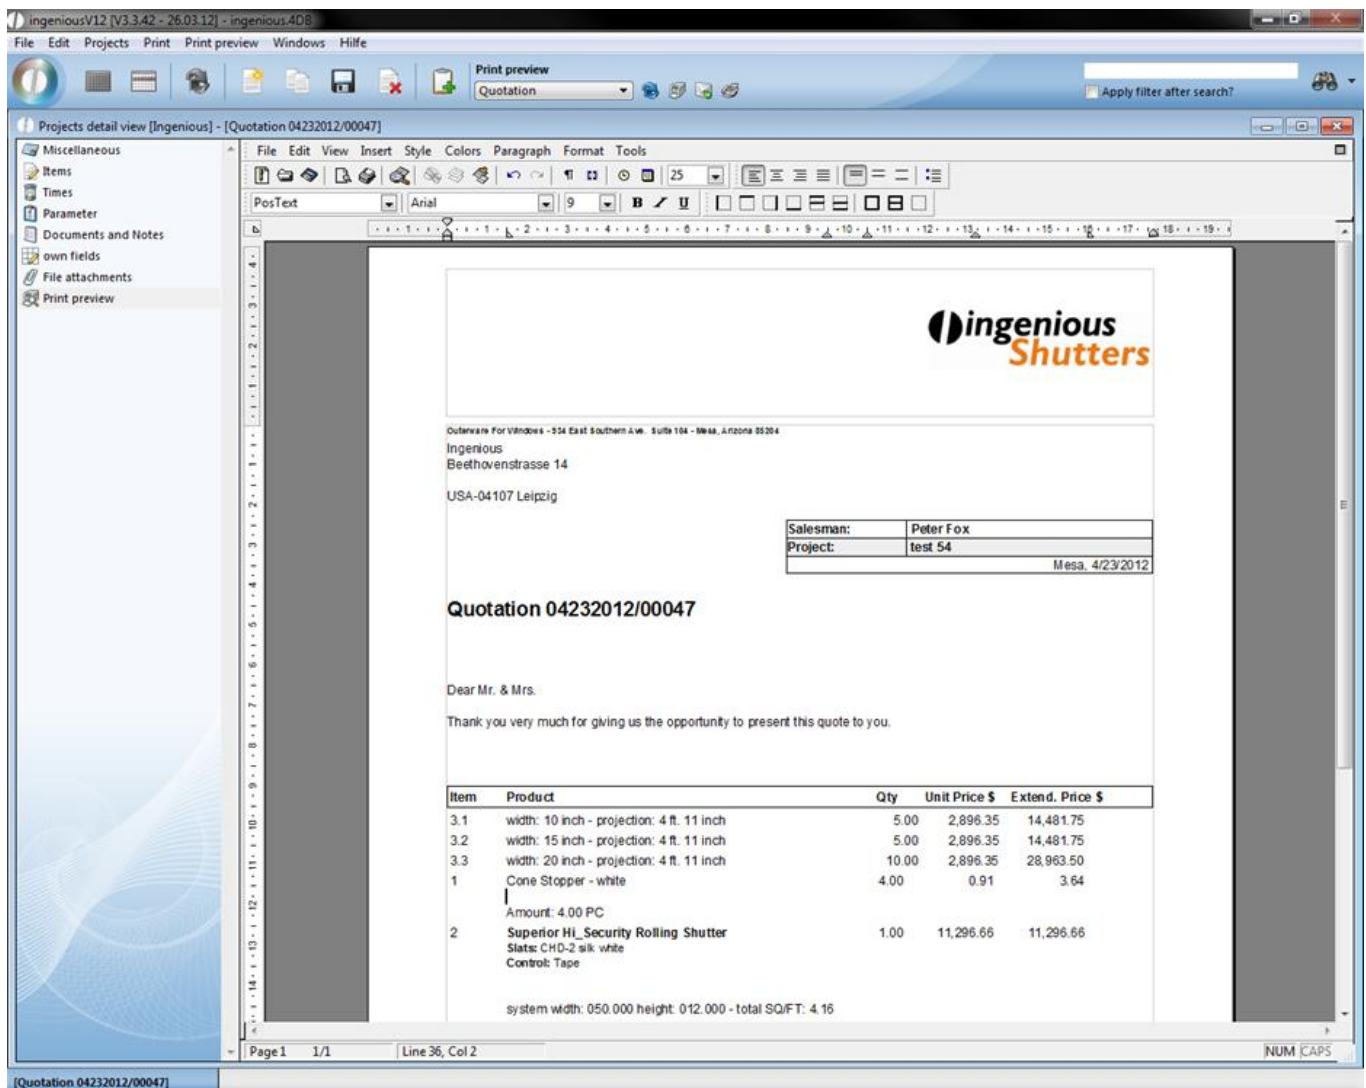 ingeniousV12 [V3.3.42 - 26.03.12] - ingenious.4DB
File Edit Projects Print Print preview Windows Hilfe
Print preview
Quotation
Apply filter after search?
Projects detail view [Ingenious] - [Quotation 04232012/00047]
Miscellaneous
Items
Times
Parameter
Documents and Notes
own fields
File attachments
Print preview
File Edit View Insert Style Colors Paragraph Format Tools
25
PosText Arial 9 B I U
ingenious
Shutters
Outerware For Windows - 554 East Southern Ave. Suite 104 - Mesa, Arizona 85204
Ingenious
Beethovenstrasse 14
USA-04107 Leipzig
Salesman: Peter Fox
Project: test 54
Mesa, 4/23/2012
Quotation 04232012/00047
Dear Mr. & Mrs.
Thank you very much for giving us the opportunity to present this quote to you.
Item Product Qty Unit Price $ Extend. Price $
3.1 width: 10 inch - projection: 4 ft. 11 inch 5.00 2,896.35 14,481.75
3.2 width: 15 inch - projection: 4 ft. 11 inch 5.00 2,896.35 14,481.75
3.3 width: 20 inch - projection: 4 ft. 11 inch 10.00 2,896.35 28,963.50
1 Cone Stopper - white 4.00 0.91 3.64
Amount: 4.00 PC
2 Superior Hi_Security Rolling Shutter 1.00 11,296.66 11,296.66
Slats: CHD-2 silk white
Control: Tape
system width: 050.000 height: 012.000 - total SQ/FT: 4.16
Page 1 1/1 Line 36, Col 2 NUM CAPS
[Quotation 04232012/00047]